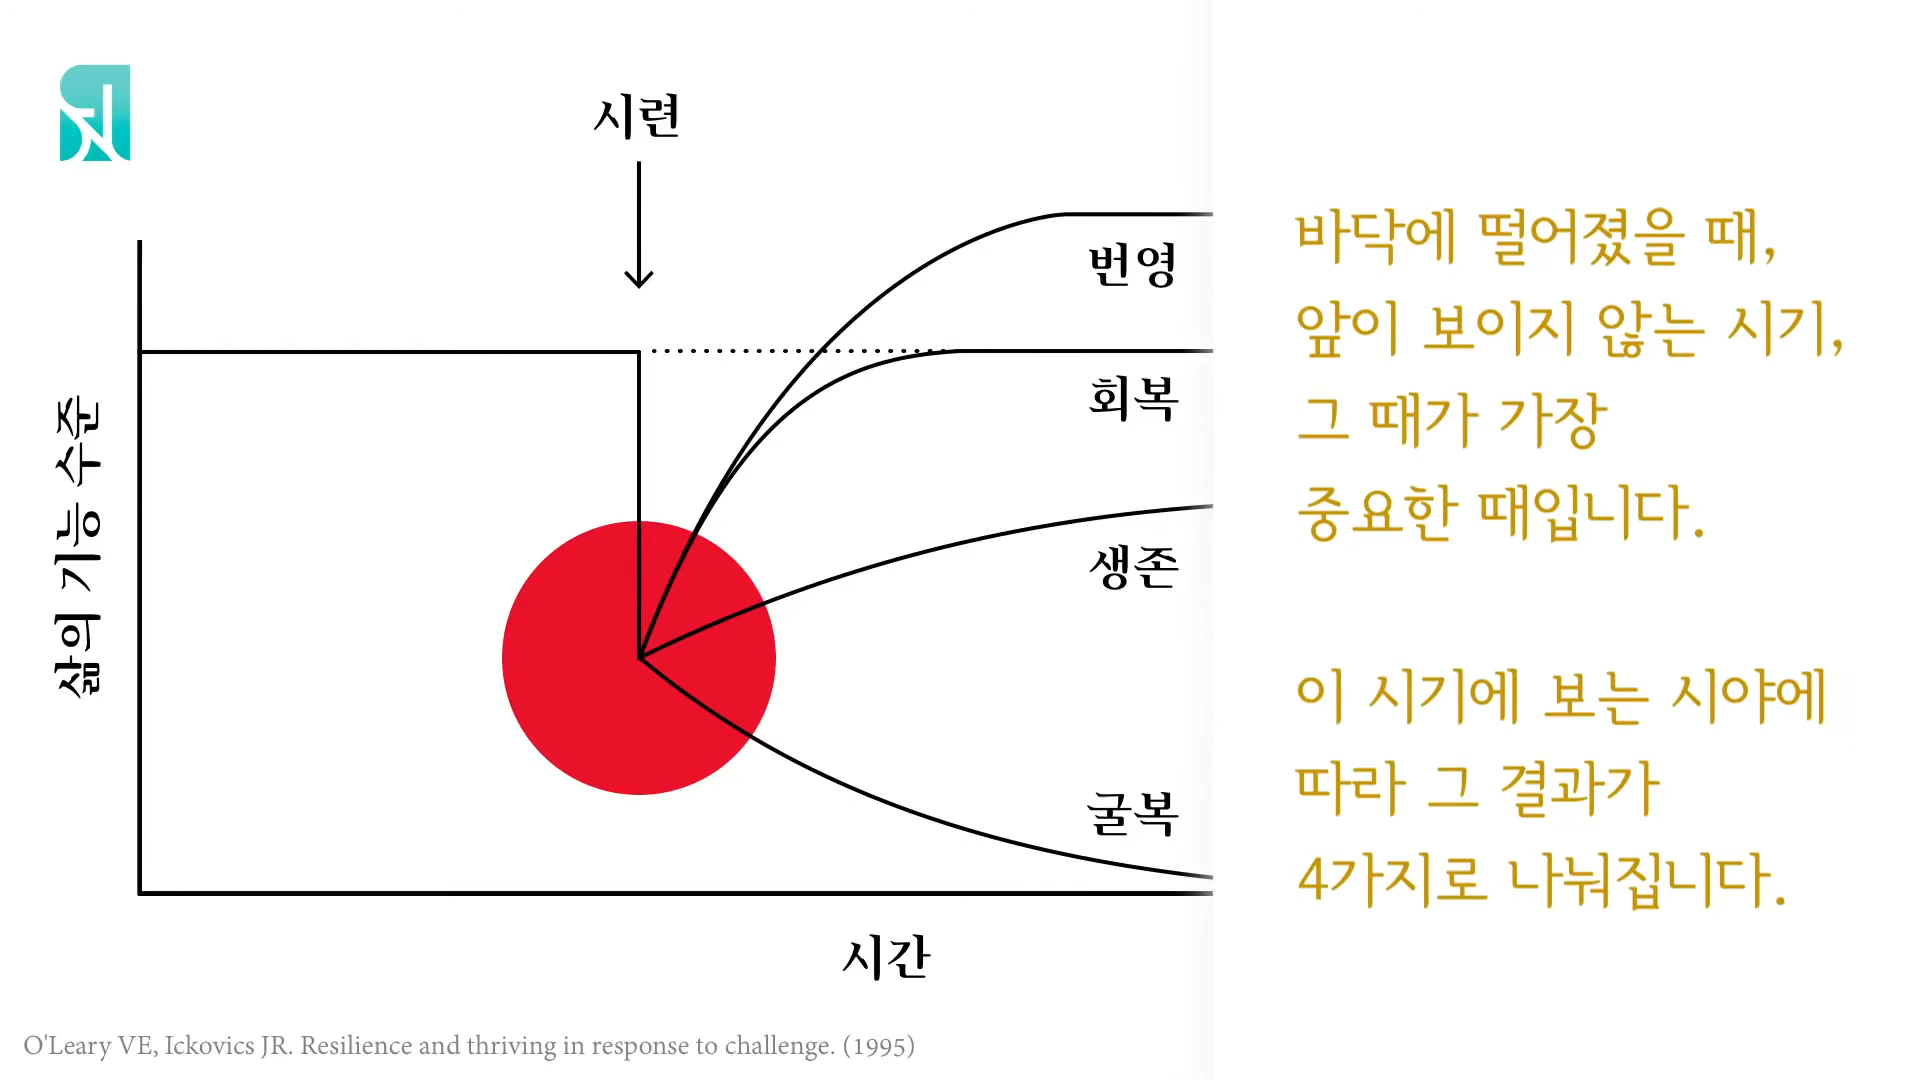 시련
번영
회복
생존
굴복
삶의 기능 수준
시간
바닥에 떨어졌을 때,
앞이 보이지 않는 시기,
그 때가 가장
중요한 때입니다.
이 시기에 보는 시야에
따라 그 결과가
4가지로 나눠집니다.
O'Leary VE, Ickovics JR. Resilience and thriving in response to challenge. (1995)